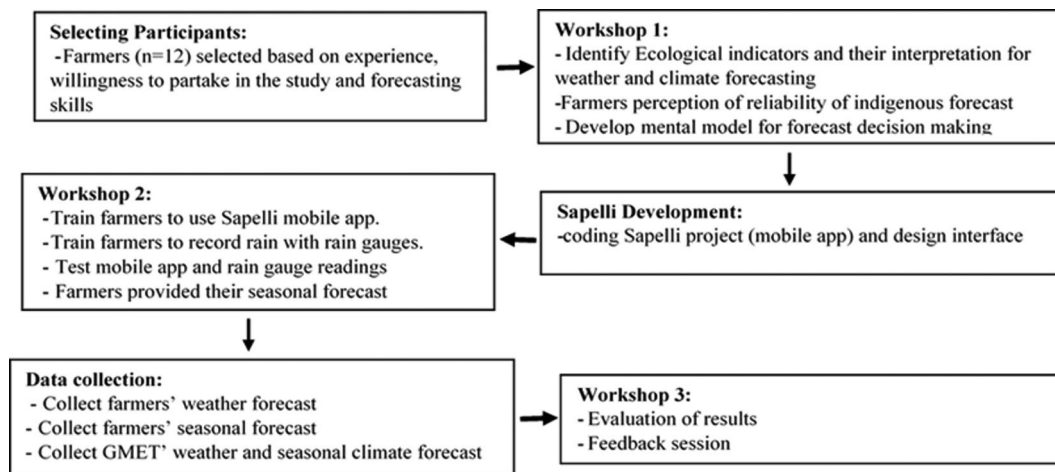 Selecting Participants:
-Farmers (n=12) selected based on experience,
willingness to partake in the study and forecasting
skills
Workshop 1:
- Identify Ecological indicators and their interpretation for
weather and climate forecasting
-Farmers perception of reliability of indigenous forecast
- Develop mental model for forecast decision making
Sapelli Development:
-coding Sapelli project (mobile app) and design interface
Workshop 2:
-Train farmers to use Sapelli mobile app.
-Train farmers to record rain with rain gauges.
- Test mobile app and rain gauge readings
- Farmers provided their seasonal forecast
Data collection:
- Collect farmers’ weather forecast
- Collect farmers’ seasonal forecast
- Collect GMET’ weather and seasonal climate forecast
Workshop 3:
- Evaluation of results
- Feedback session